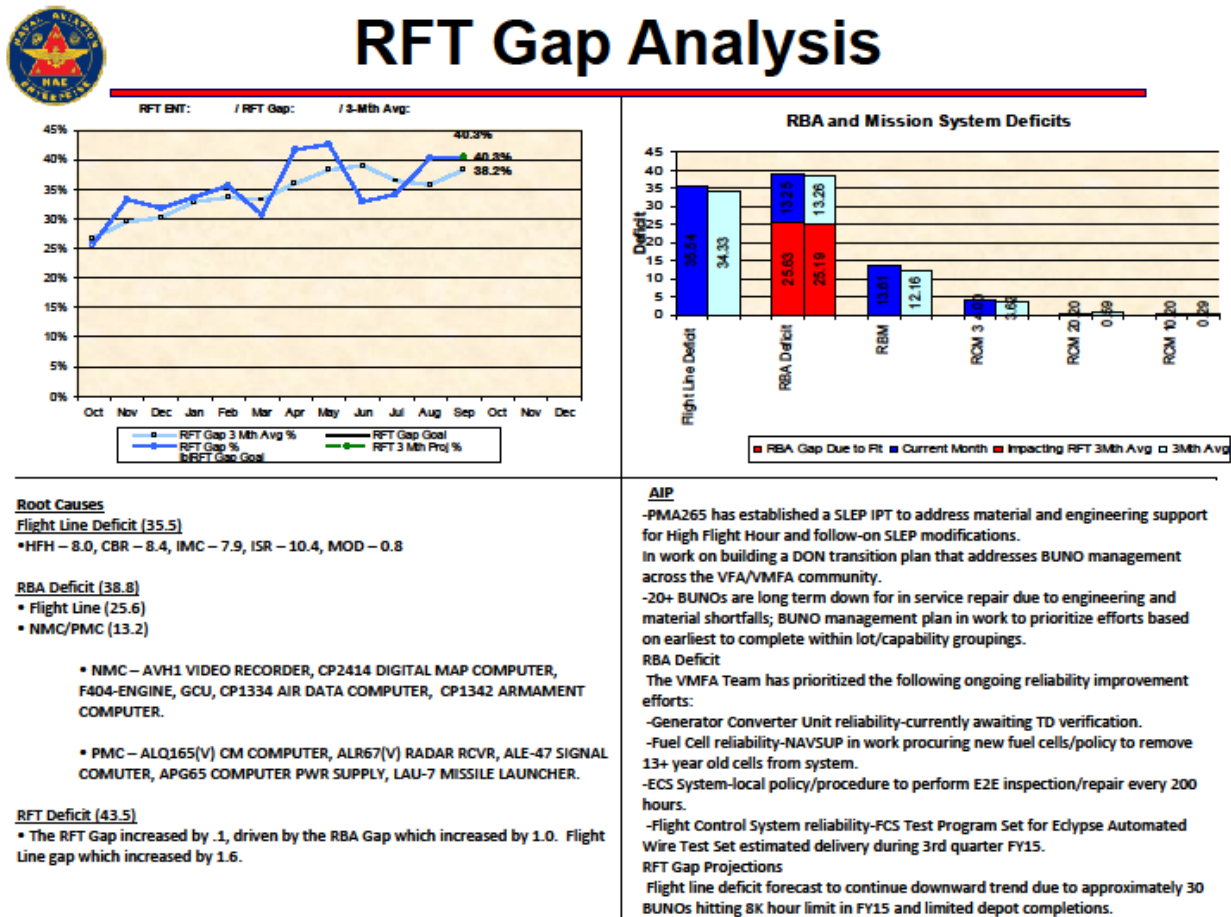 NAVAL AVIATION
NAE
ENTERPRISE
RFT Gap Analysis
RFT ENT: / RFT Gap: / 3-Mth Avg:
45%
40%
35%
30%
25%
20%
15%
10%
5%
0%
40.3%
40.3%
38.2%
Oct Nov Dec Jan Feb Mar Apr May Jun Jul Aug Sep Oct Nov Dec
RFT Gap 3 Mth Avg % RFT Gap Goal
RFT Gap % RFT 3 Mth Proj %
lblRFT Gap Goal
RBA and Mission System Deficits
Deficit
45
40
35
30
25
20
15
10
5
0
35.54 34.33
13.25 13.26
25.63 25.19
13.61 12.16
4.00 3.62
0.20 0.59
0.20 0.29
Flight Line Deficit
RBA Deficit
RBM
RCM 3
RCM 2
RCM 1
RBA Gap Due to Flt Current Month Impacting RFT 3Mth Avg 3Mth Avg
Root Causes
Flight Line Deficit (35.5)
•HFH – 8.0, CBR – 8.4, IMC – 7.9, ISR – 10.4, MOD – 0.8
RBA Deficit (38.8)
• Flight Line (25.6)
• NMC/PMC (13.2)
• NMC – AVH1 VIDEO RECORDER, CP2414 DIGITAL MAP COMPUTER,
F404-ENGINE, GCU, CP1334 AIR DATA COMPUTER, CP1342 ARMAMENT
COMPUTER.
• PMC – ALQ165(V) CM COMPUTER, ALR67(V) RADAR RCVR, ALE-47 SIGNAL
COMUTER, APG65 COMPUTER PWR SUPPLY, LAU-7 MISSILE LAUNCHER.
RFT Deficit (43.5)
• The RFT Gap increased by .1, driven by the RBA Gap which increased by 1.0. Flight
Line gap which increased by 1.6.
AIP
-PMA265 has established a SLEP IPT to address material and engineering support
for High Flight Hour and follow-on SLEP modifications.
In work on building a DON transition plan that addresses BUNO management
across the VFA/VMFA community.
-20+ BUNOs are long term down for in service repair due to engineering and
material shortfalls; BUNO management plan in work to prioritize efforts based
on earliest to complete within lot/capability groupings.
RBA Deficit
The VMFA Team has prioritized the following ongoing reliability improvement
efforts:
-Generator Converter Unit reliability-currently awaiting TD verification.
-Fuel Cell reliability-NAVSUP in work procuring new fuel cells/policy to remove
13+ year old cells from system.
-ECS System-local policy/procedure to perform E2E inspection/repair every 200
hours.
-Flight Control System reliability-FCS Test Program Set for Eclypse Automated
Wire Test Set estimated delivery during 3rd quarter FY15.
RFT Gap Projections
Flight line deficit forecast to continue downward trend due to approximately 30
BUNOs hitting 8K hour limit in FY15 and limited depot completions.